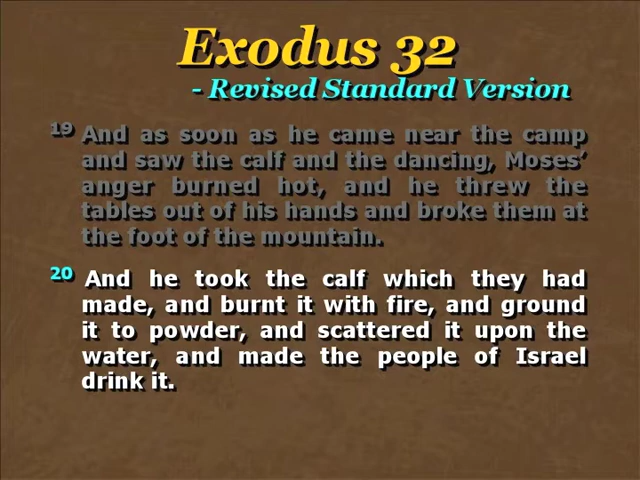 Exodus 32
- Revised Standard Version
19 And as soon as he came near the camp
and saw the calf and the dancing, Moses’
anger burned hot, and he threw the
tables out of his hands and broke them at
the foot of the mountain.
20 And he took the calf which they had
made, and burnt it with fire, and ground
it to powder, and scattered it upon the
water, and made the people of Israel
drink it.